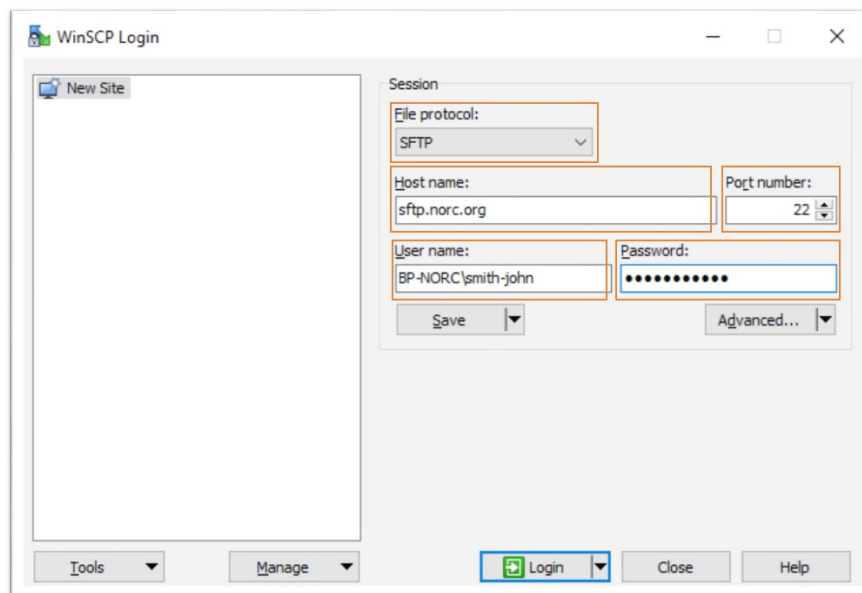 WinSCP Login
New Site
Session
File protocol:
SFTP
Host name:
Port number:
sftp.norc.org
22
User name:
Password:
BP-NORC\smith-john
●●●●●●●●●●●
Save
Advanced...
Tools
Manage
Login
Close
Help